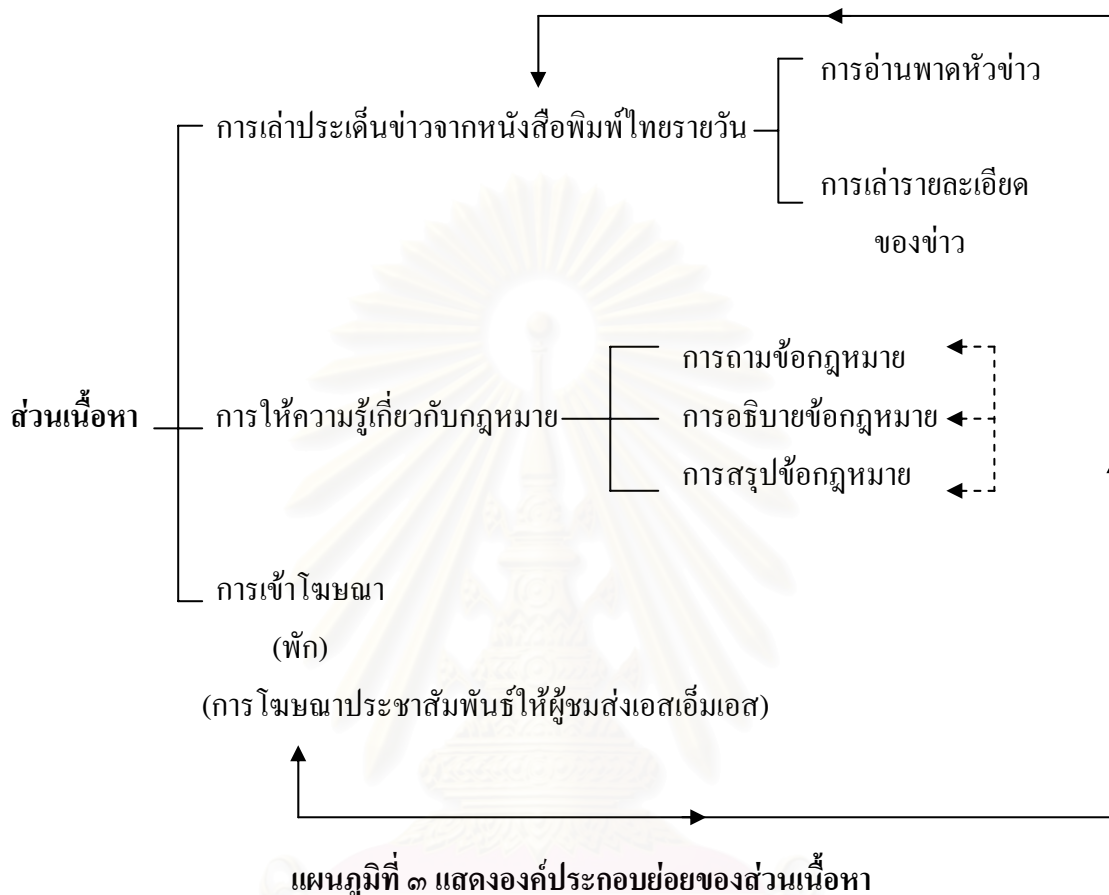 การอ่านพาดหัวข่าว
การเล่าประเด็นข่าวจากหนังสือพิมพ์ไทยรายวัน
การเล่ารายละเอียด
ของข่าว
การถามข้อกฎหมาย
ส่วนเนื้อหา
การให้ความรู้เกี่ยวกับกฎหมาย
การอธิบายข้อกฎหมาย
การสรุปข้อกฎหมาย
การเข้าโฆษณา
(พัก)
(การโฆษณาประชาสัมพันธ์ให้ผู้ชมส่งเอสเอ็มเอส)
แผนภูมิที่ ๓ แสดงองค์ประกอบย่อยของส่วนเนื้อหา